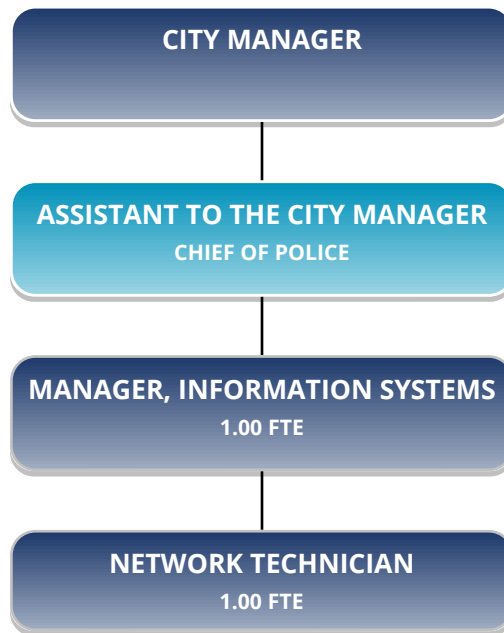 CITY MANAGER
ASSISTANT TO THE CITY MANAGER
CHIEF OF POLICE
MANAGER, INFORMATION SYSTEMS
1.00 FTE
NETWORK TECHNICIAN
1.00 FTE